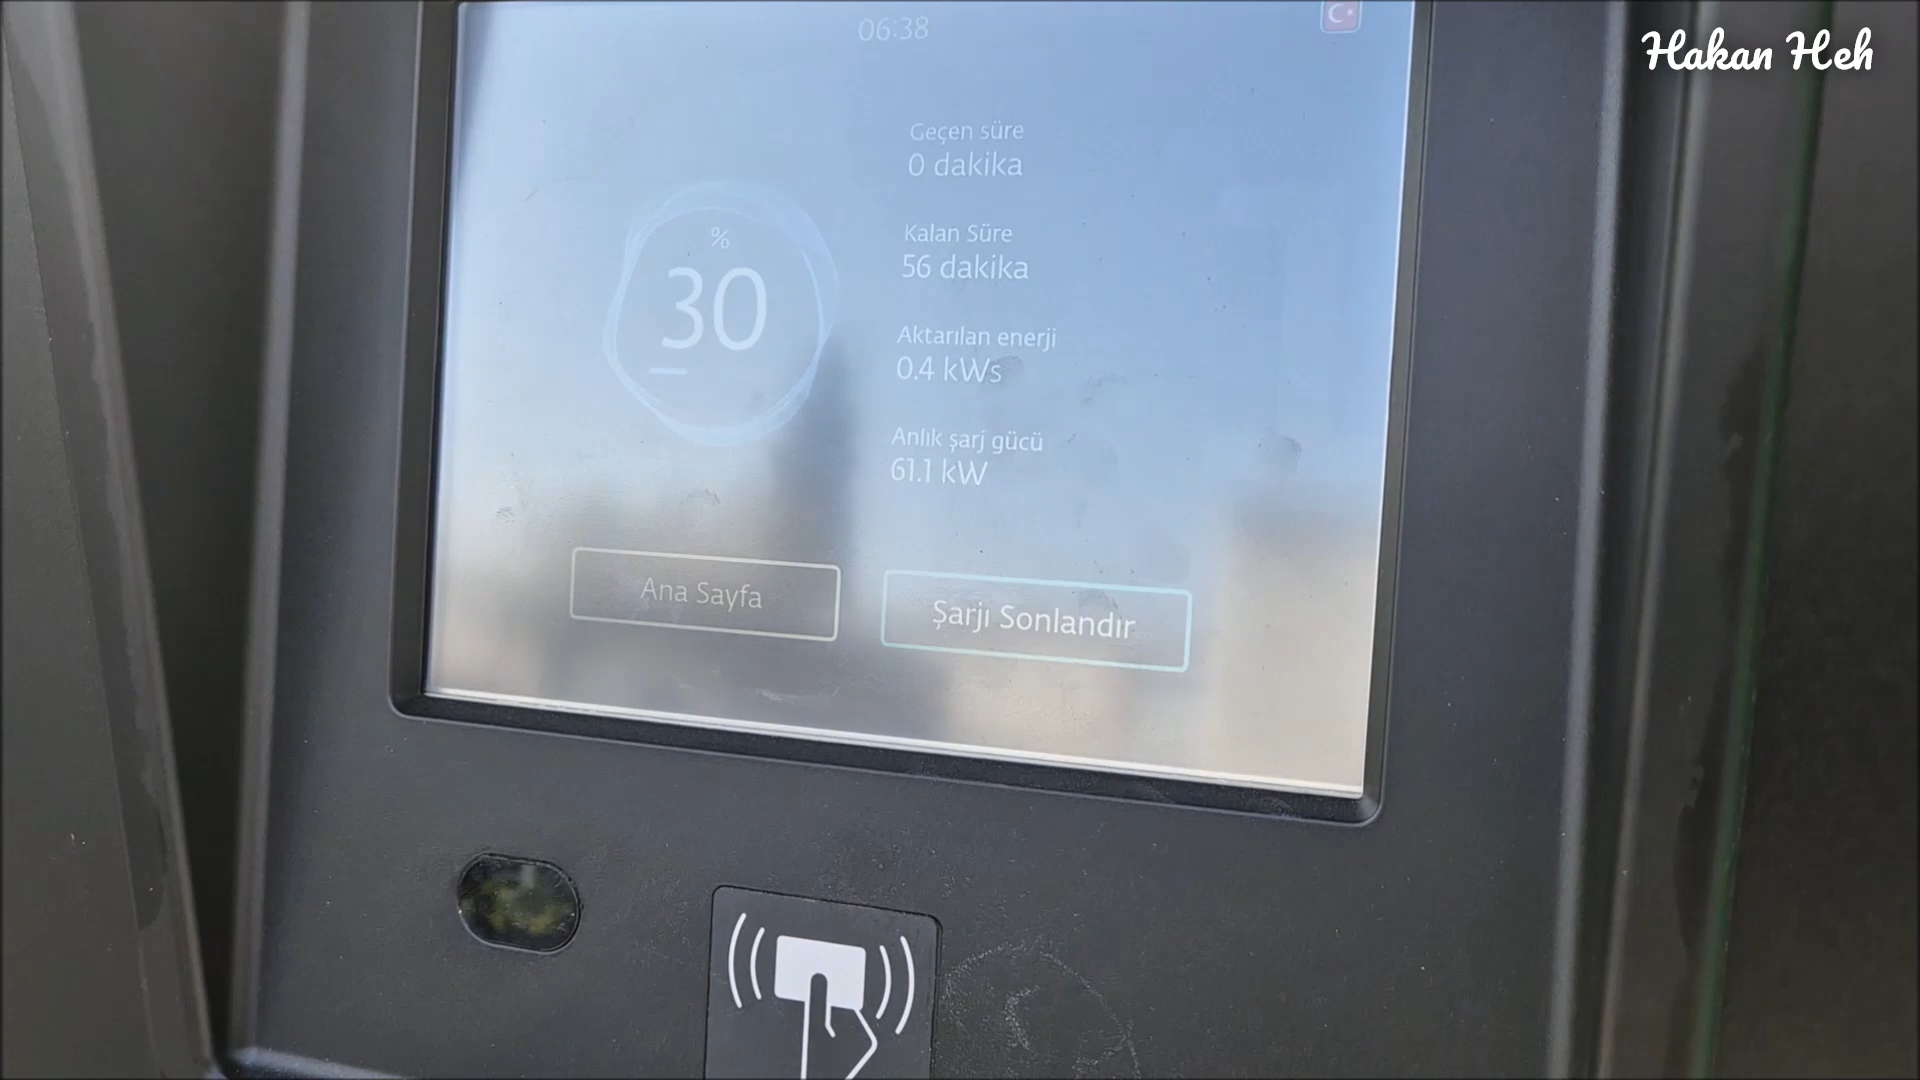 Hakan Heh
06:38
Geçen süre
0 dakika
Kalan Süre
56 dakika
%
30
Aktarılan enerji
0.4 kWs
Anlık şarj gücü
61.1 kW
Ana Sayfa
Şarjı Sonlandır